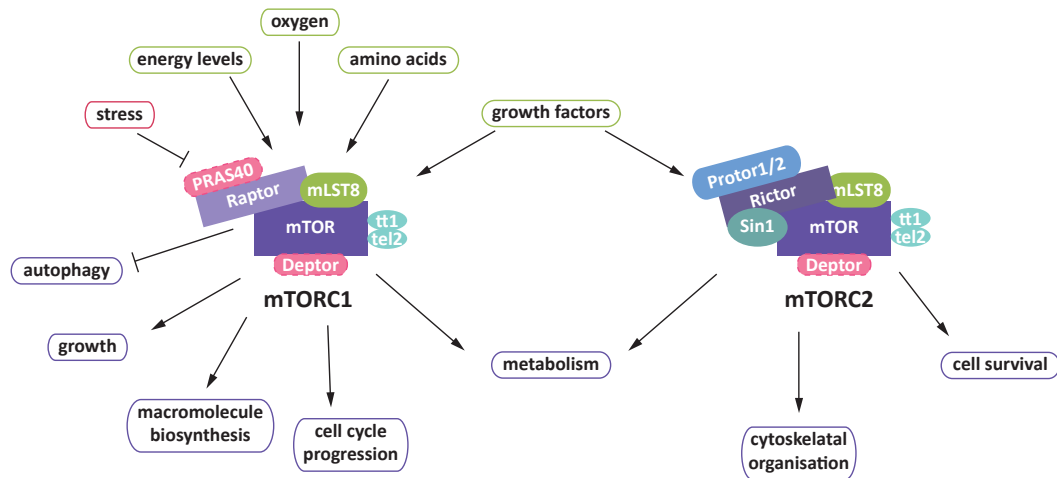 oxygen
energy levels
amino acids
stress
growth factors
PRAS40
Raptor
mLST8
mTOR
tt1
tel2
Deptor
mTORC1
Protor1/2
Rictor
mLST8
Sin1
mTOR
tt1
tel2
Deptor
mTORC2
autophagy
growth
metabolism
cell survival
macromolecule
biosynthesis
cell cycle
progression
cytoskelatal
organisation